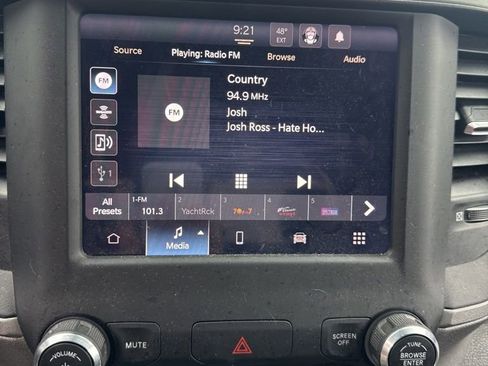 9:21
48°
EXT
Source
Playing: Radio FM
Browse
Audio
FM
FM
Country
94.9 MHz
Josh
Josh Ross - Hate Ho...
1
All
Presets
1-FM
101.3
2
YachtRck
3
4
5
Media
VOLUME
MUTE
SCREEN
OFF
TUNE
BROWSE
ENTER